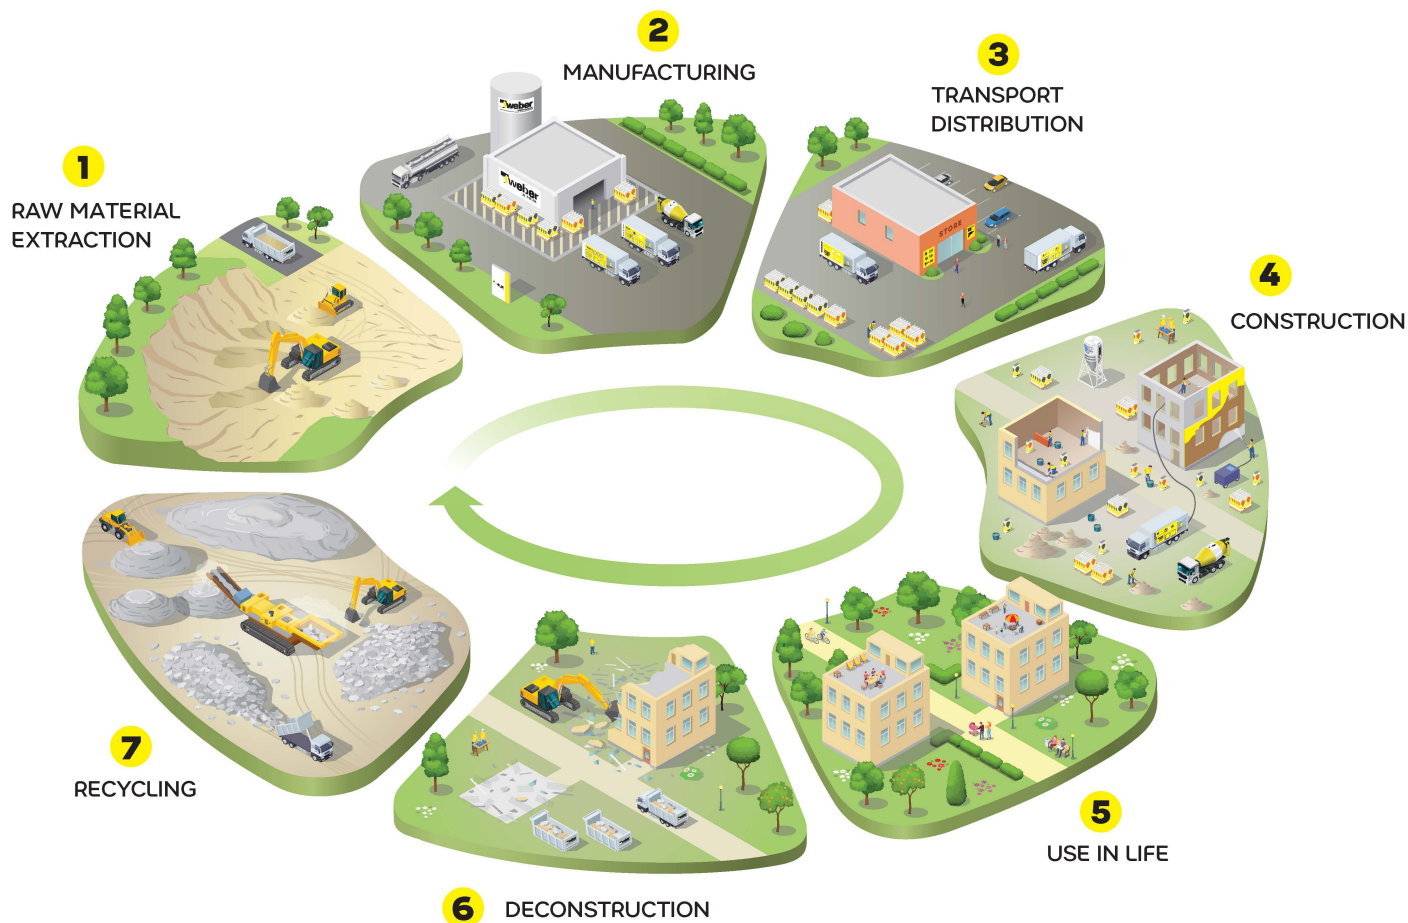 1
RAW MATERIAL
EXTRACTION
2
MANUFACTURING
weber
weber
3
TRANSPORT
DISTRIBUTION
STORE
4
CONSTRUCTION
5
USE IN LIFE
6
DECONSTRUCTION
7
RECYCLING